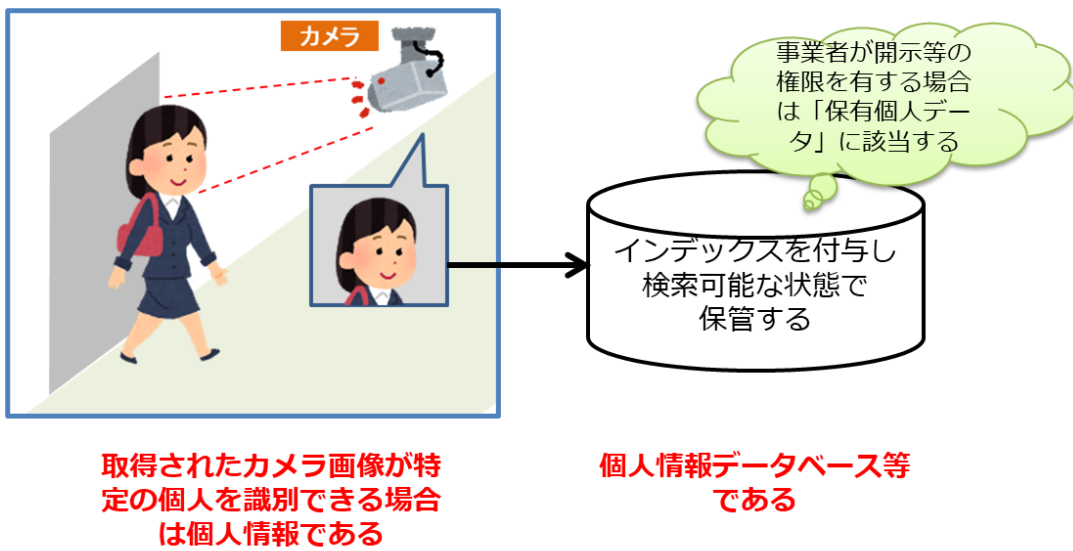 カメラ
事業者が開示等の
権限を有する場合
は「保有個人デー
タ」に該当する
インデックスを付与し
検索可能な状態で
保管する
取得されたカメラ画像が特
定の個人を識別できる場合
は個人情報である
個人情報データベース等
である